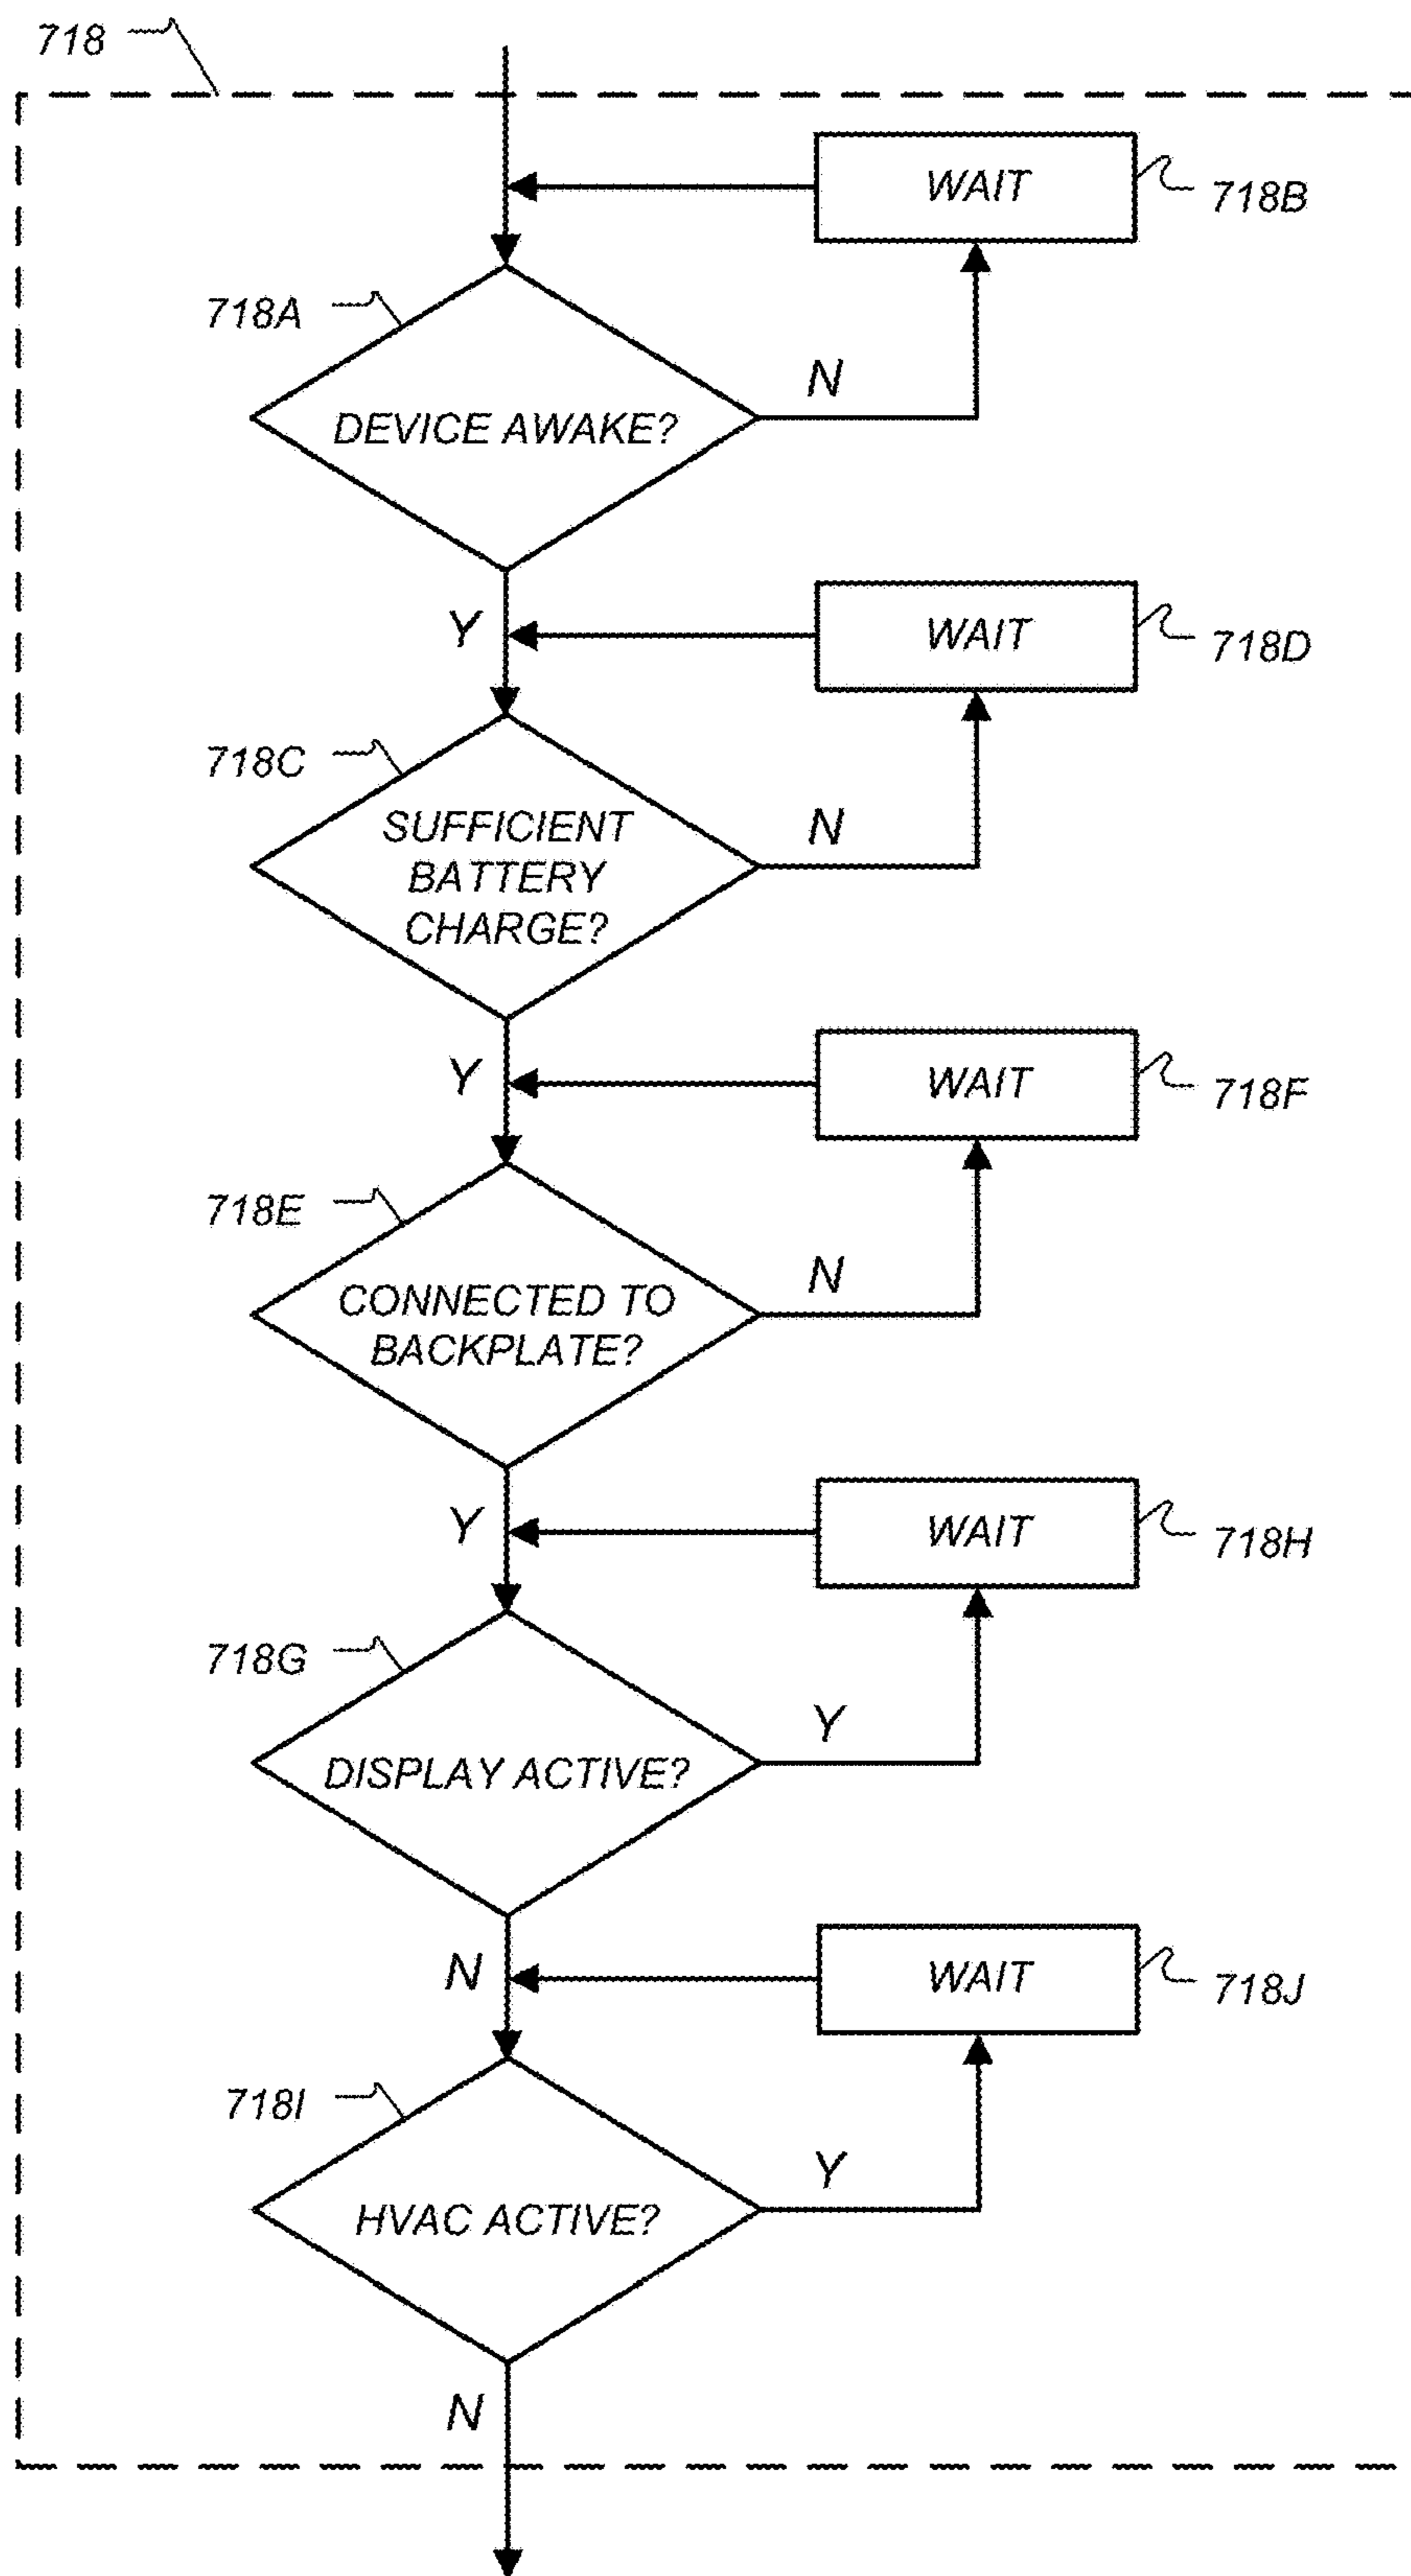 718
WAIT
718B
718A
DEVICE AWAKE?
N
Y
WAIT
718D
718C
SUFFICIENT
BATTERY
CHARGE?
N
Y
WAIT
718F
718E
CONNECTED TO
BACKPLATE?
N
Y
WAIT
718H
718G
DISPLAY ACTIVE?
Y
N
WAIT
718J
718I
HVAC ACTIVE?
Y
N